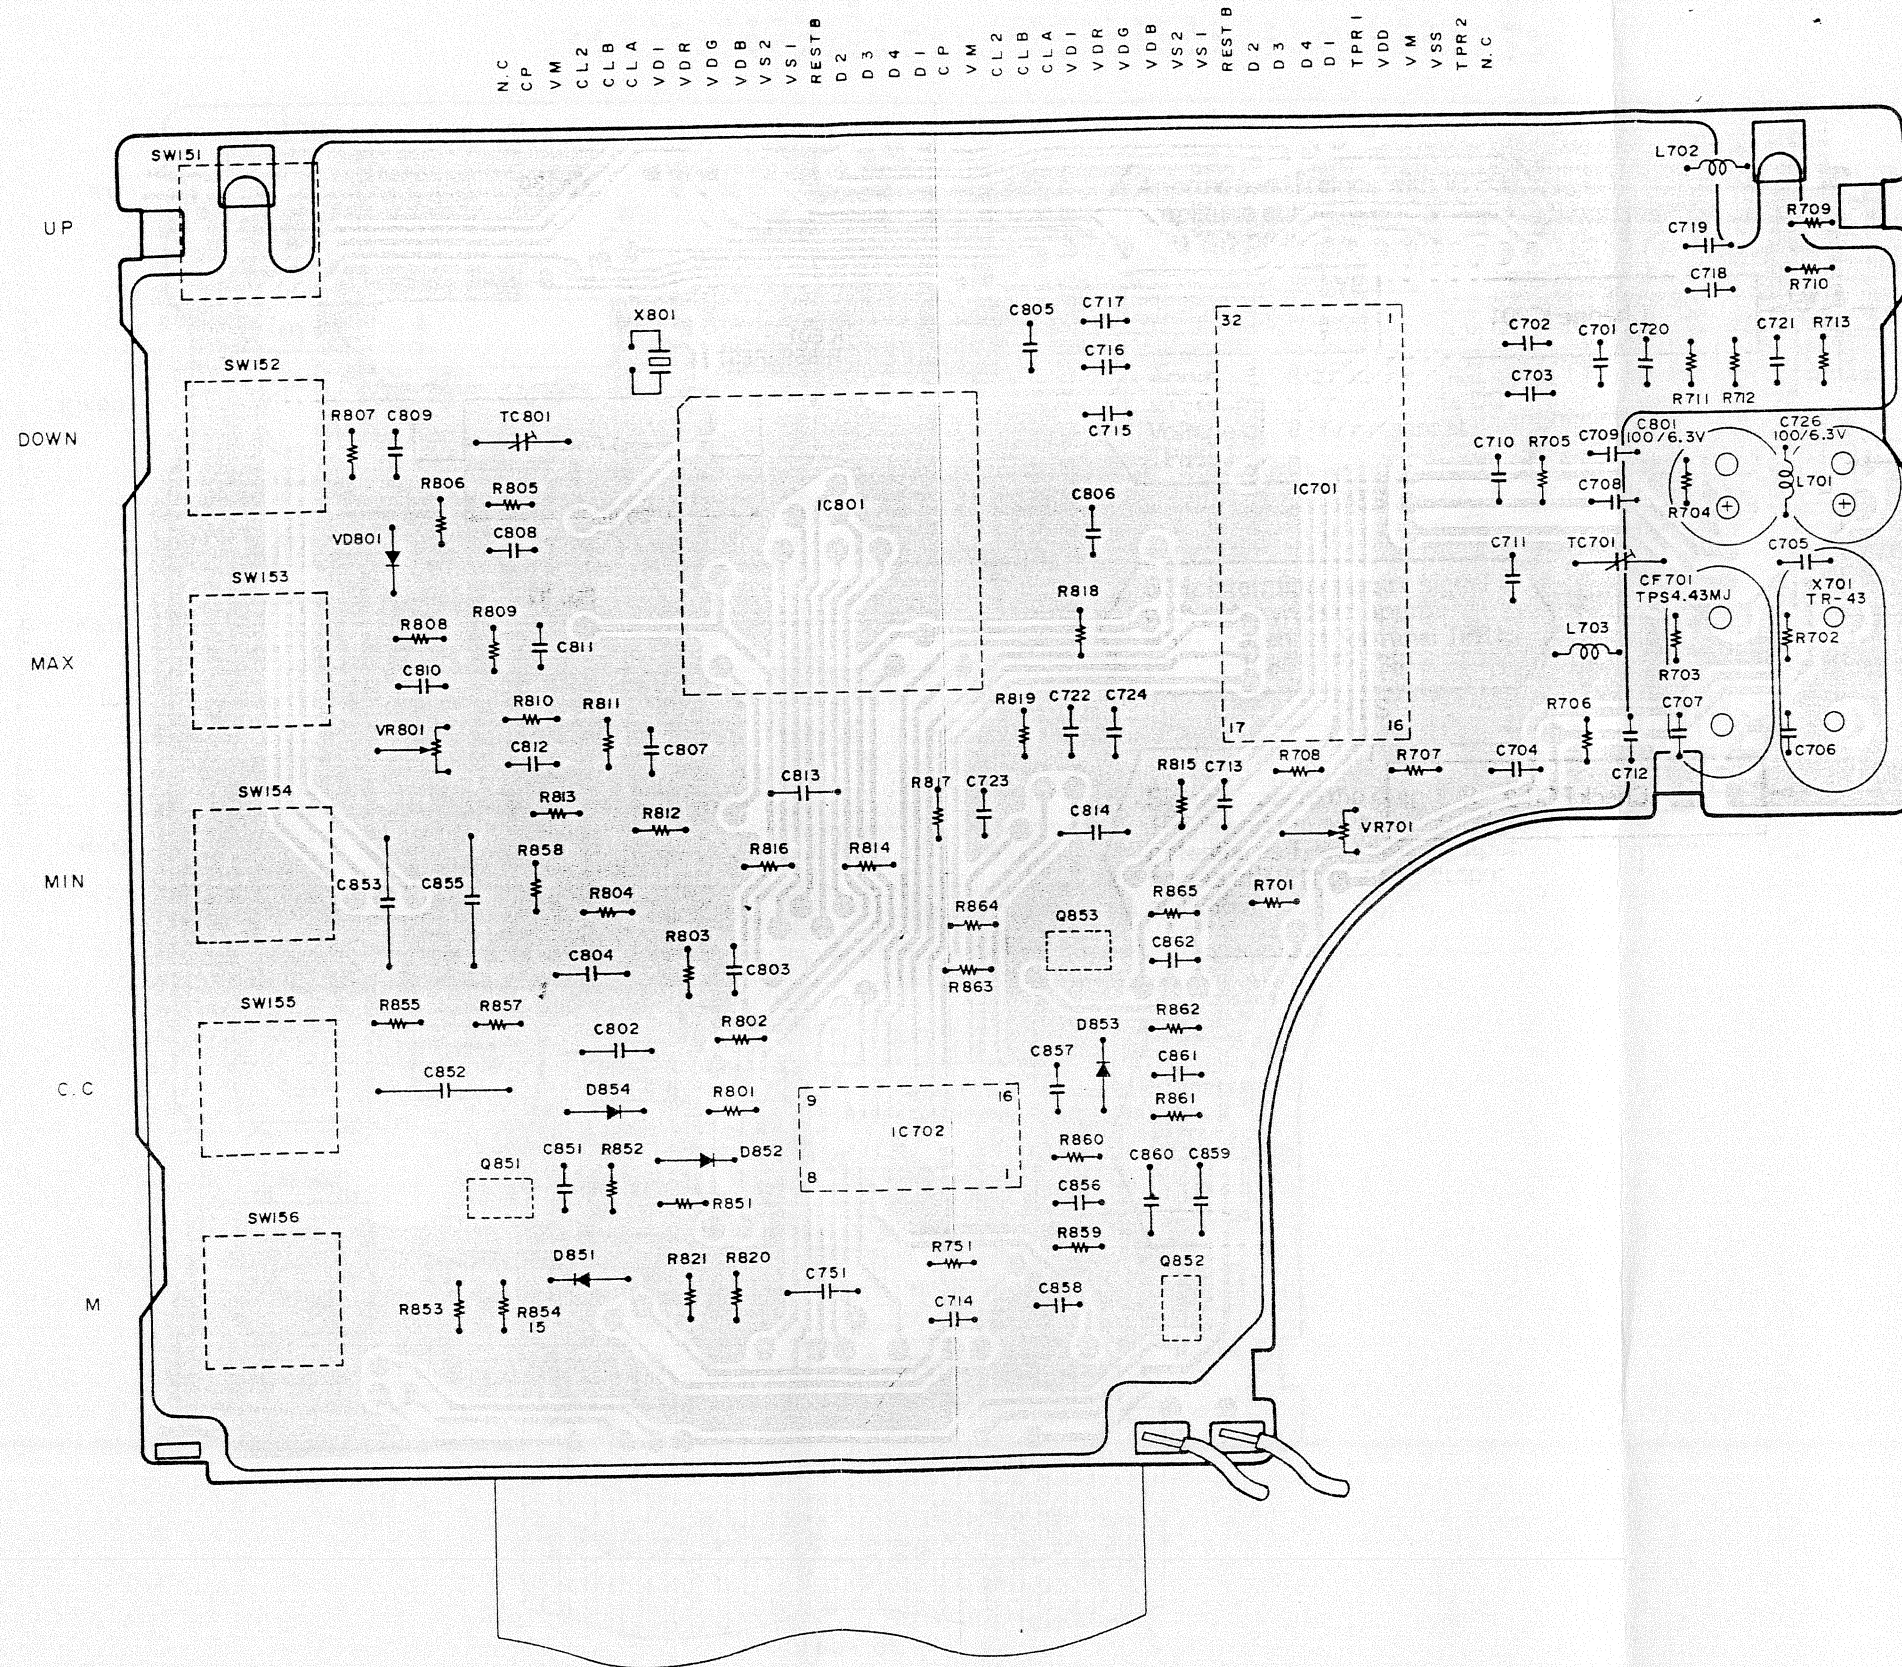 N.C
CP
VM
CL2
CLB
CLA
VD1
VDR
VDG
VDB
VS2
VS1
RESTB
D2
D3
D4
D1
CP
VM
CL2
CLB
CLA
VD1
VDR
VDG
VDB
VS2
VS1
RESTB
D2
D3
D4
D1
TPR1
VDD
VM
VSS
TPR2
N.C
SW151
L702
UP
R709
C719
C718
R710
X801
C805
C717
32
1
C702
C701
C720
C721
R713
C716
SW152
C703
R711
R712
R807
C809
TC801
C715
DOWN
C710
R705
C709
C801
100/6.3V
C726
100/6.3V
R806
R805
IC801
C806
IC701
C708
R704
L701
VD801
C808
C711
TC701
C705
SW153
R818
CF701
TPS4.43MJ
X701
TR-43
R809
R808
C811
L703
R702
MAX
C810
R703
R810
R811
R819
C722
C724
R706
C707
VR801
17
16
C812
C807
R708
R707
C704
C712
C706
SW154
C813
R817
C723
R815
C713
R813
R812
C814
VR701
R858
R816
R814
MIN
C853
C855
R804
R865
R701
R864
Q853
R803
C862
C804
C803
R863
SW155
R855
R857
R862
C802
R802
D853
C857
C861
C.C
C852
D854
R801
9
16
R861
IC702
R860
C851
R852
D852
C860
C859
Q851
8
1
C856
R851
SW156
R859
D851
R821
R820
R751
Q852
C751
C858
M
R853
R854
15
C714